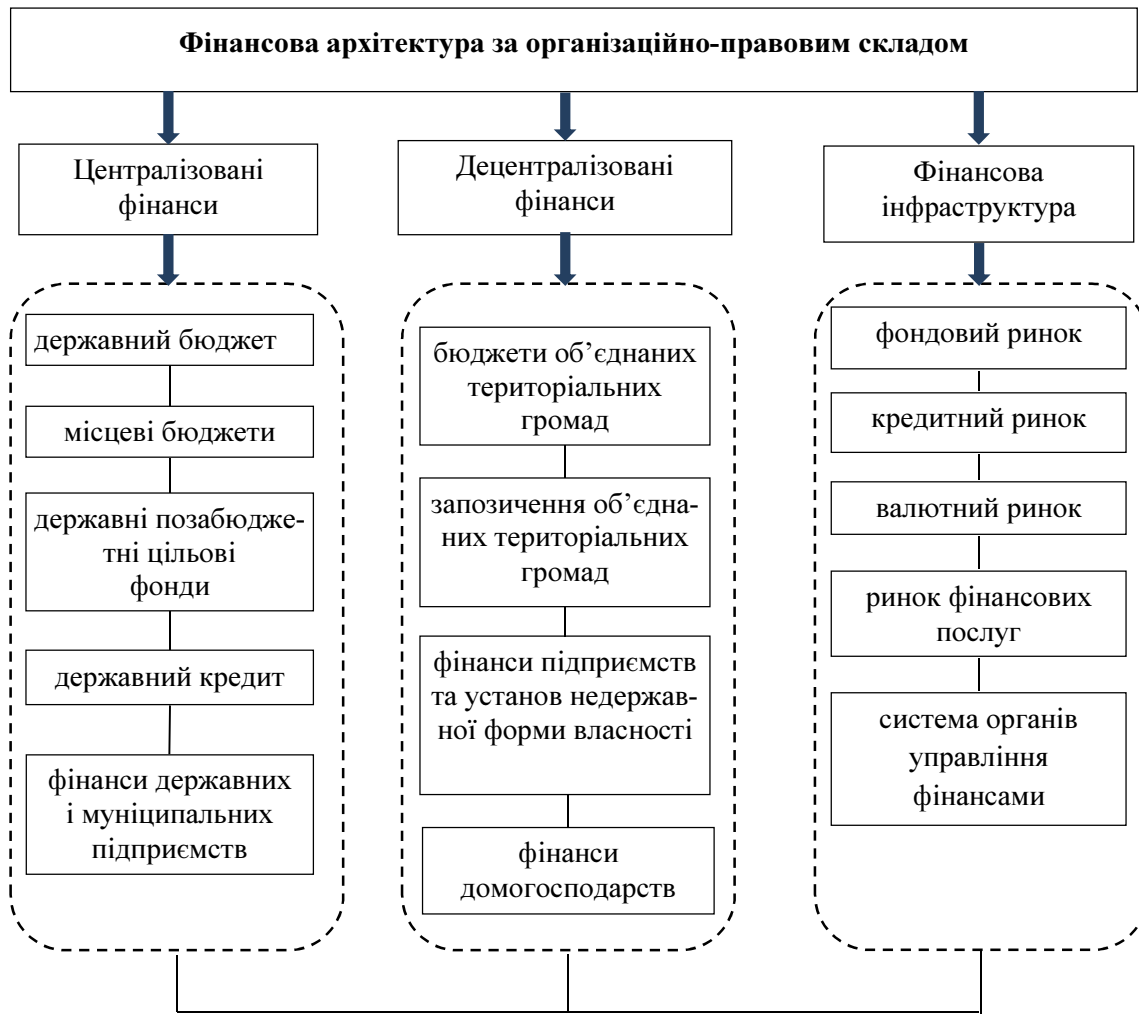 Фінансова архітектура за організаційно-правовим складом
Централізовані
фінанси
Децентралізовані
фінанси
Фінансова
інфраструктура
державний бюджет
місцеві бюджети
державні позабюдже-
тні цільові
фонди
державний кредит
фінанси державних
і муніципальних
підприємств
бюджети об’єднаних
територіальних
громад
запозичення об’єдна-
них територіальних
громад
фінанси підприємств
та установ недержав-
ної форми власності
фінанси
домогосподарств
фондовий ринок
кредитний ринок
валютний ринок
ринок фінансових
послуг
система органів
управління
фінансами